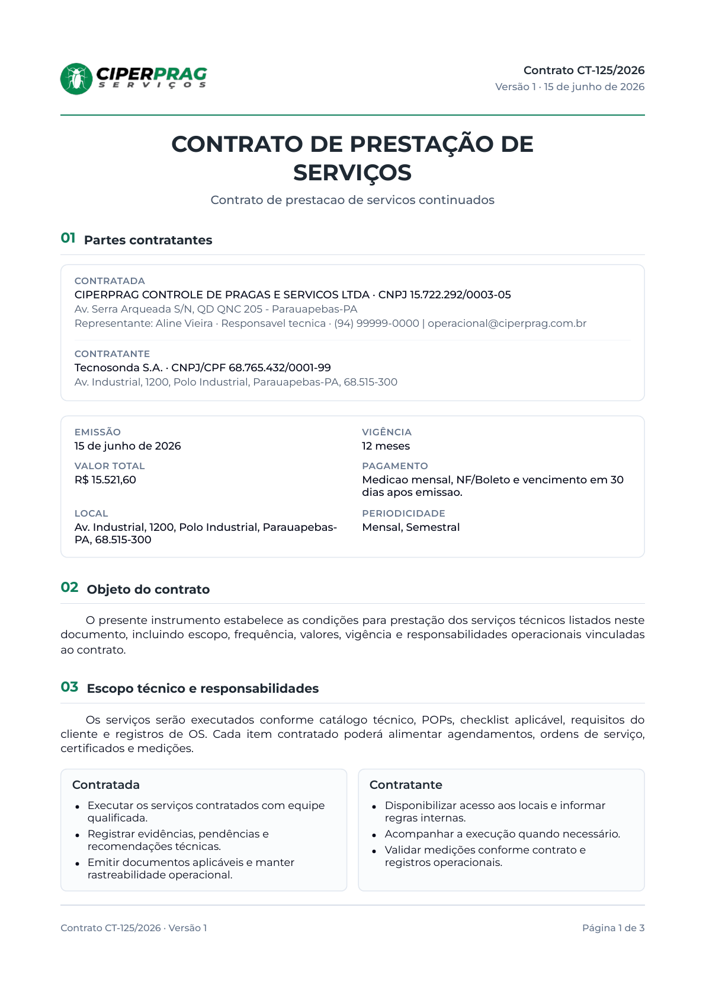 CIPERPRAG
SERVIÇOS
Contrato CT-125/2026
Versão 1 · 15 de junho de 2026
CONTRATO DE PRESTAÇÃO DE
SERVIÇOS
Contrato de prestacao de servicos continuados
01 Partes contratantes
CONTRATADA
CIPERPRAG CONTROLE DE PRAGAS E SERVICOS LTDA · CNPJ 15.722.292/0003-05
Av. Serra Arqueada S/N, QD QNC 205 - Parauapebas-PA
Representante: Aline Vieira · Responsavel tecnica · (94) 99999-0000 | operacional@ciperprag.com.br
CONTRATANTE
Tecnosonda S.A. · CNPJ/CPF 68.765.432/0001-99
Av. Industrial, 1200, Polo Industrial, Parauapebas-PA, 68.515-300
EMISSÃO
15 de junho de 2026
VIGÊNCIA
12 meses
VALOR TOTAL
R$ 15.521,60
PAGAMENTO
Medicao mensal, NF/Boleto e vencimento em 30
dias apos emissao.
LOCAL
Av. Industrial, 1200, Polo Industrial, Parauapebas-
PA, 68.515-300
PERIODICIDADE
Mensal, Semestral
02 Objeto do contrato
O presente instrumento estabelece as condições para prestação dos serviços técnicos listados neste
documento, incluindo escopo, frequência, valores, vigência e responsabilidades operacionais vinculadas
ao contrato.
03 Escopo técnico e responsabilidades
Os serviços serão executados conforme catálogo técnico, POPs, checklist aplicável, requisitos do
cliente e registros de OS. Cada item contratado poderá alimentar agendamentos, ordens de serviço,
certificados e medições.
Contratada
• Executar os serviços contratados com equipe
qualificada.
• Registrar evidências, pendências e
recomendações técnicas.
• Emitir documentos aplicáveis e manter
rastreabilidade operacional.
Contratante
• Disponibilizar acesso aos locais e informar
regras internas.
• Acompanhar a execução quando necessário.
• Validar medições conforme contrato e
registros operacionais.
Contrato CT-125/2026 · Versão 1
Página 1 de 3